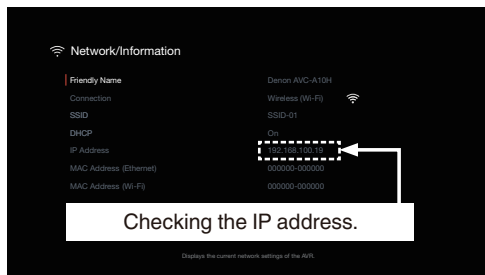 Network/Information
Friendly Name Denon AVC-A10H
Connection Wireless (Wi-Fi)
SSID SSID-01
DHCP On
IP Address 192.168.100.19
MAC Address (Ethernet) 000000-000000
MAC Address (Wi-Fi) 000000-000000
Checking the IP address.
Displays the current network settings of the AVR.